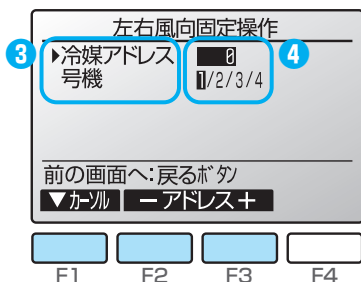 左右風向固定操作
3 ▶冷媒アドレス 0 4
号機 1/2/3/4
前の画面へ:戻るボタン
▼カーソル ーアドレス＋
F1 F2 F3 F4